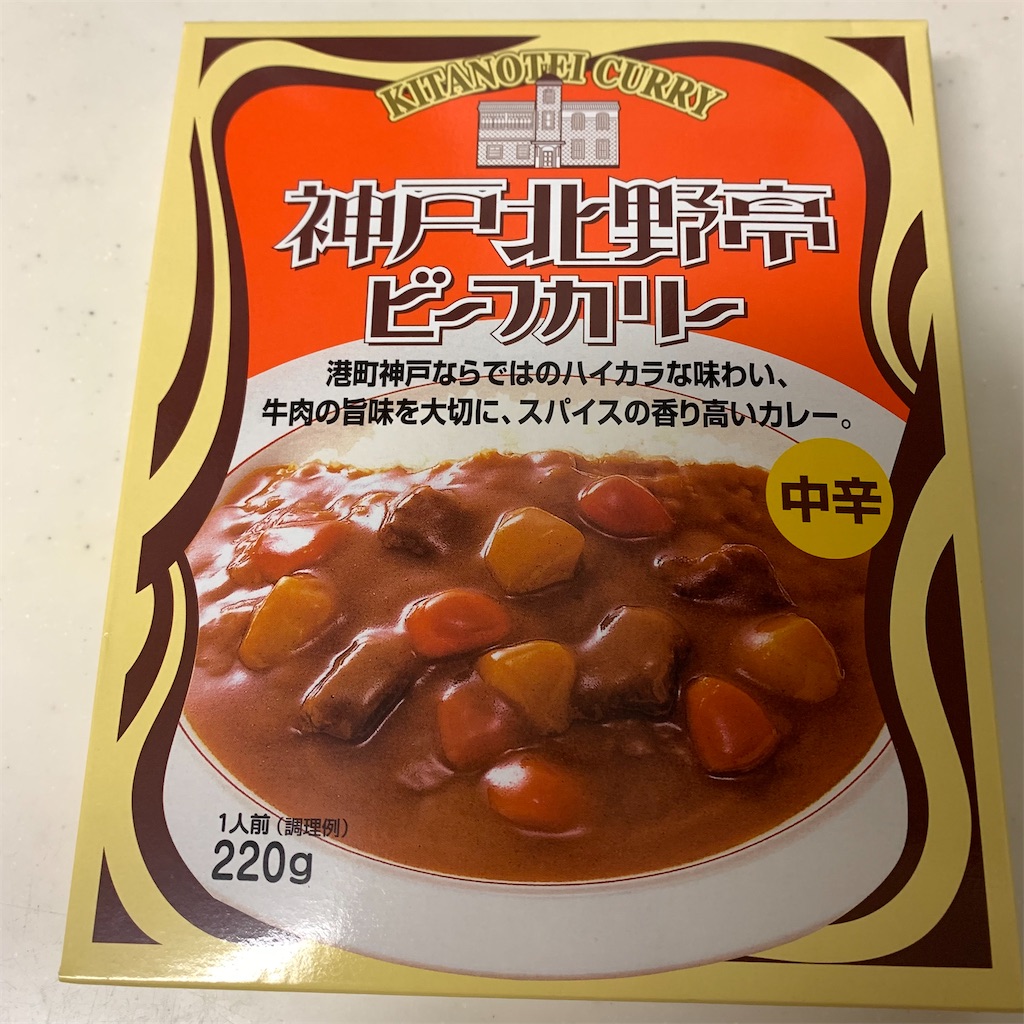 KITANOTEI CURRY
神戸北野亭
ビーフカリー
港町神戸ならではのハイカラな味わい、
牛肉の旨味を大切に、スパイスの香り高いカレー。
中辛
1人前（調理例）
220g